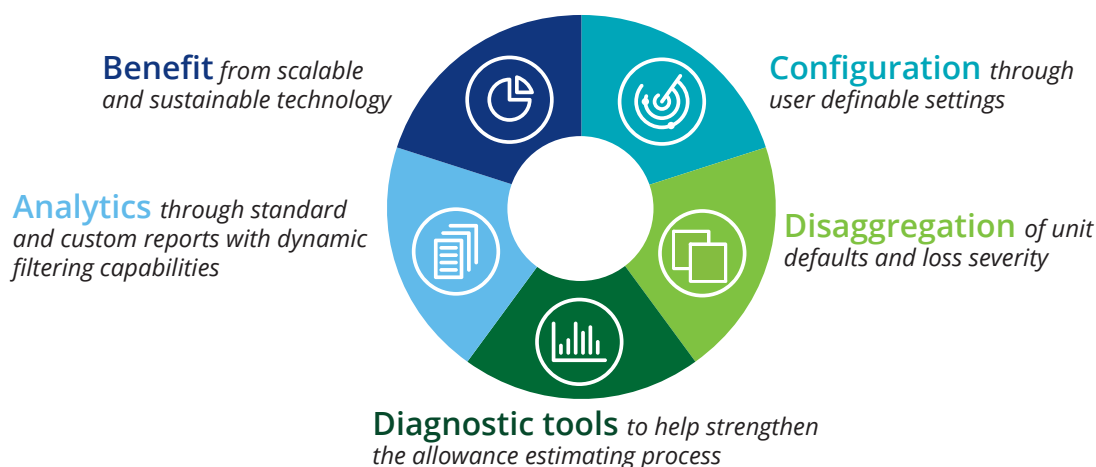 Benefit from scalable
and sustainable technology
Configuration through
user definable settings
Analytics through standard
and custom reports with dynamic
filtering capabilities
Disaggregation of unit
defaults and loss severity
Diagnostic tools to help strengthen
the allowance estimating process